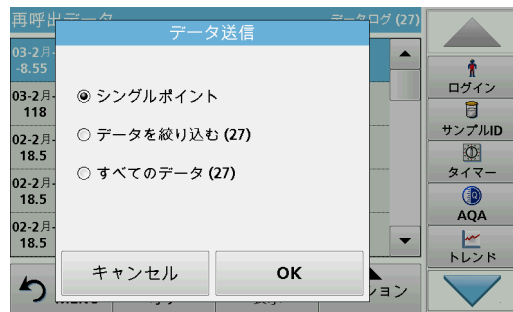 再呼出データ
データログ (27)
データ送信
03-2月-
-8.55
03-2月-
118
02-2月-
18.5
02-2月-
18.5
02-2月-
18.5
シングルポイント
データを絞り込む (27)
すべてのデータ (27)
キャンセル
OK
ログイン
サンプルID
タイマー
AQA
トレンド